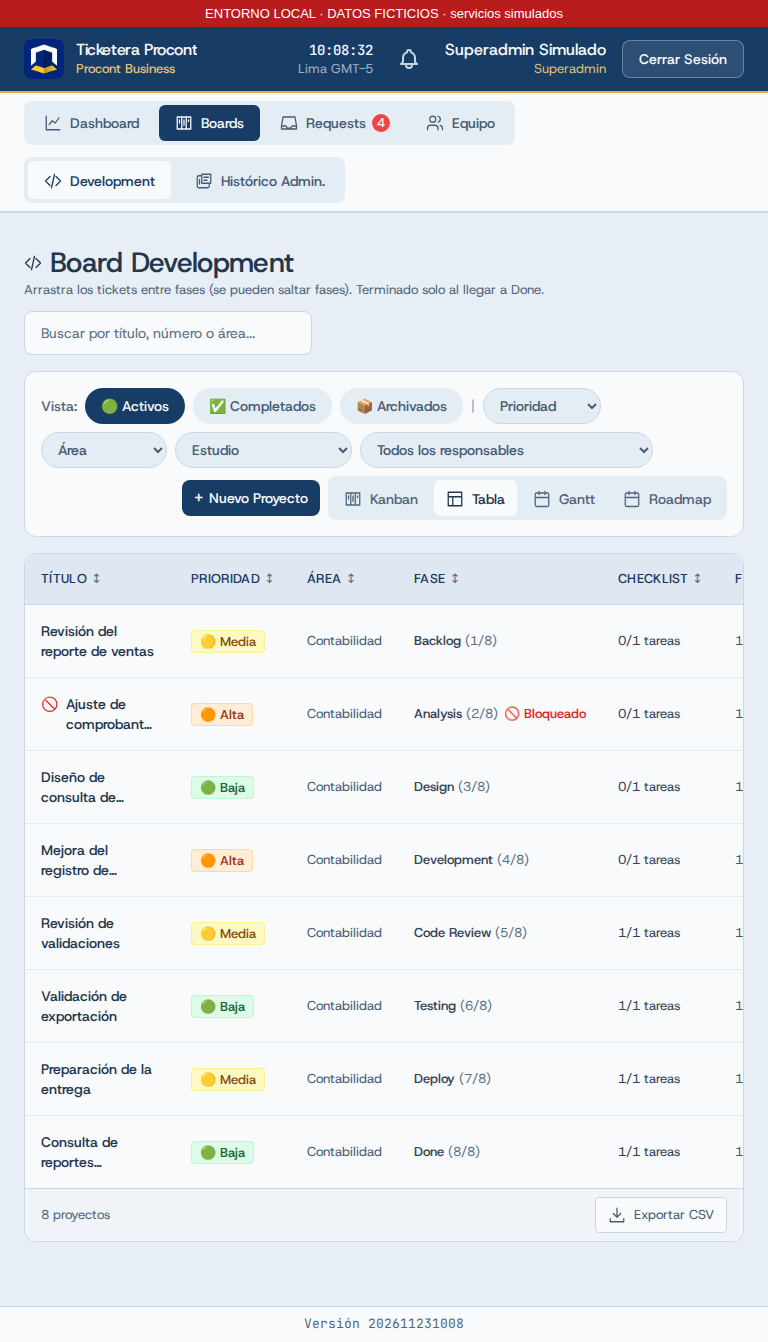 ENTORNO LOCAL · DATOS FICTICIOS · servicios simulados
Ticketera Procont
Procont Business
10:08:32
Lima GMT-5
Superadmin Simulado
Superadmin
Cerrar Sesión
Dashboard
Boards
Requests 4
Equipo
Development
Histórico Admin.
Board Development
Arrastra los tickets entre fases (se pueden saltar fases). Terminado solo al llegar a Done.
Buscar por título, número o área...
Vista: Activos Completados Archivados | Prioridad
Área Estudio Todos los responsables
+ Nuevo Proyecto Kanban Tabla Gantt Roadmap
TÍTULO ↕ PRIORIDAD ↕ ÁREA ↕ FASE ↕ CHECKLIST ↕ F
Revisión del
reporte de ventas
Media Contabilidad Backlog (1/8) 0/1 tareas 1
Ajuste de
comprobant...
Alta Contabilidad Analysis (2/8) Bloqueado 0/1 tareas 1
Diseño de
consulta de...
Baja Contabilidad Design (3/8) 0/1 tareas 1
Mejora del
registro de...
Alta Contabilidad Development (4/8) 0/1 tareas 1
Revisión de
validaciones
Media Contabilidad Code Review (5/8) 1/1 tareas 1
Validación de
exportación
Baja Contabilidad Testing (6/8) 1/1 tareas 1
Preparación de la
entrega
Media Contabilidad Deploy (7/8) 1/1 tareas 1
Consulta de
reportes...
Baja Contabilidad Done (8/8) 1/1 tareas 1
8 proyectos
Exportar CSV
Versión 202611231008